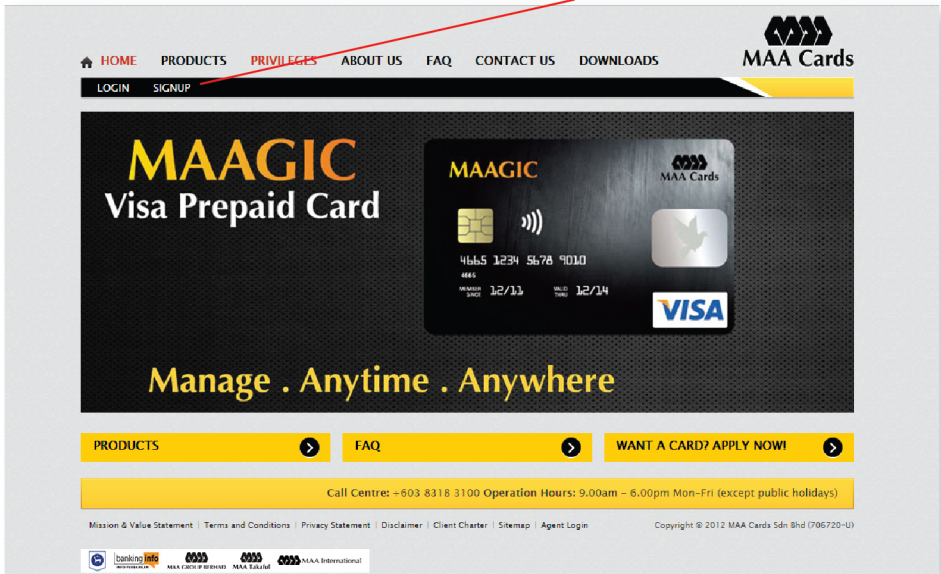 HOME PRODUCTS PRIVILEGES ABOUT US FAQ CONTACT US DOWNLOADS
MAA Cards
LOGIN SIGNUP
MAAGIC
Visa Prepaid Card
MAAGIC
MAA Cards
4665 1234 5678 9010
4665
MEMBER SINCE 12/11 VALID THRU 12/14
VISA
Manage . Anytime . Anywhere
PRODUCTS
FAQ
WANT A CARD? APPLY NOW!
Call Centre: +603 8318 3100 Operation Hours: 9.00am - 6.00pm Mon-Fri (except public holidays)
Mission & Value Statement | Terms and Conditions | Privacy Statement | Disclaimer | Client Charter | Sitemap | Agent Login
Copyright © 2012 MAA Cards Sdn Bhd (706720-U)
banking info
MAA GROUP BERHAD
MAA Takaful
MAA International